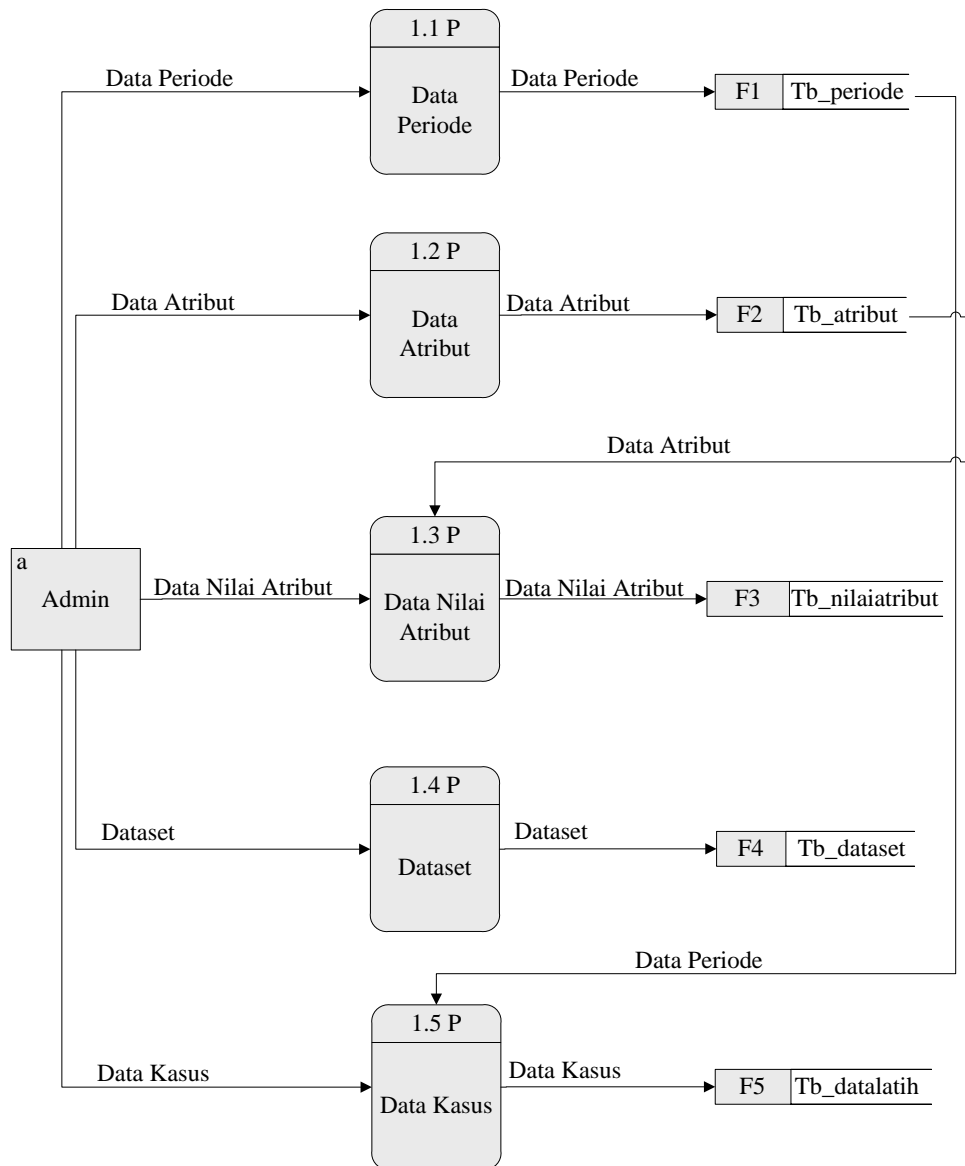 1.1 P
Data Periode
Data Periode
Data
Periode
F1
Tb_periode
1.2 P
Data Atribut
Data Atribut
Data
Atribut
F2
Tb_atribut
Data Atribut
1.3 P
a
Admin
Data Nilai Atribut
Data Nilai
Atribut
Data Nilai Atribut
F3
Tb_nilaiatribut
1.4 P
Dataset
Dataset
Dataset
F4
Tb_dataset
Data Periode
1.5 P
Data Kasus
Data Kasus
Data Kasus
F5
Tb_datalatih